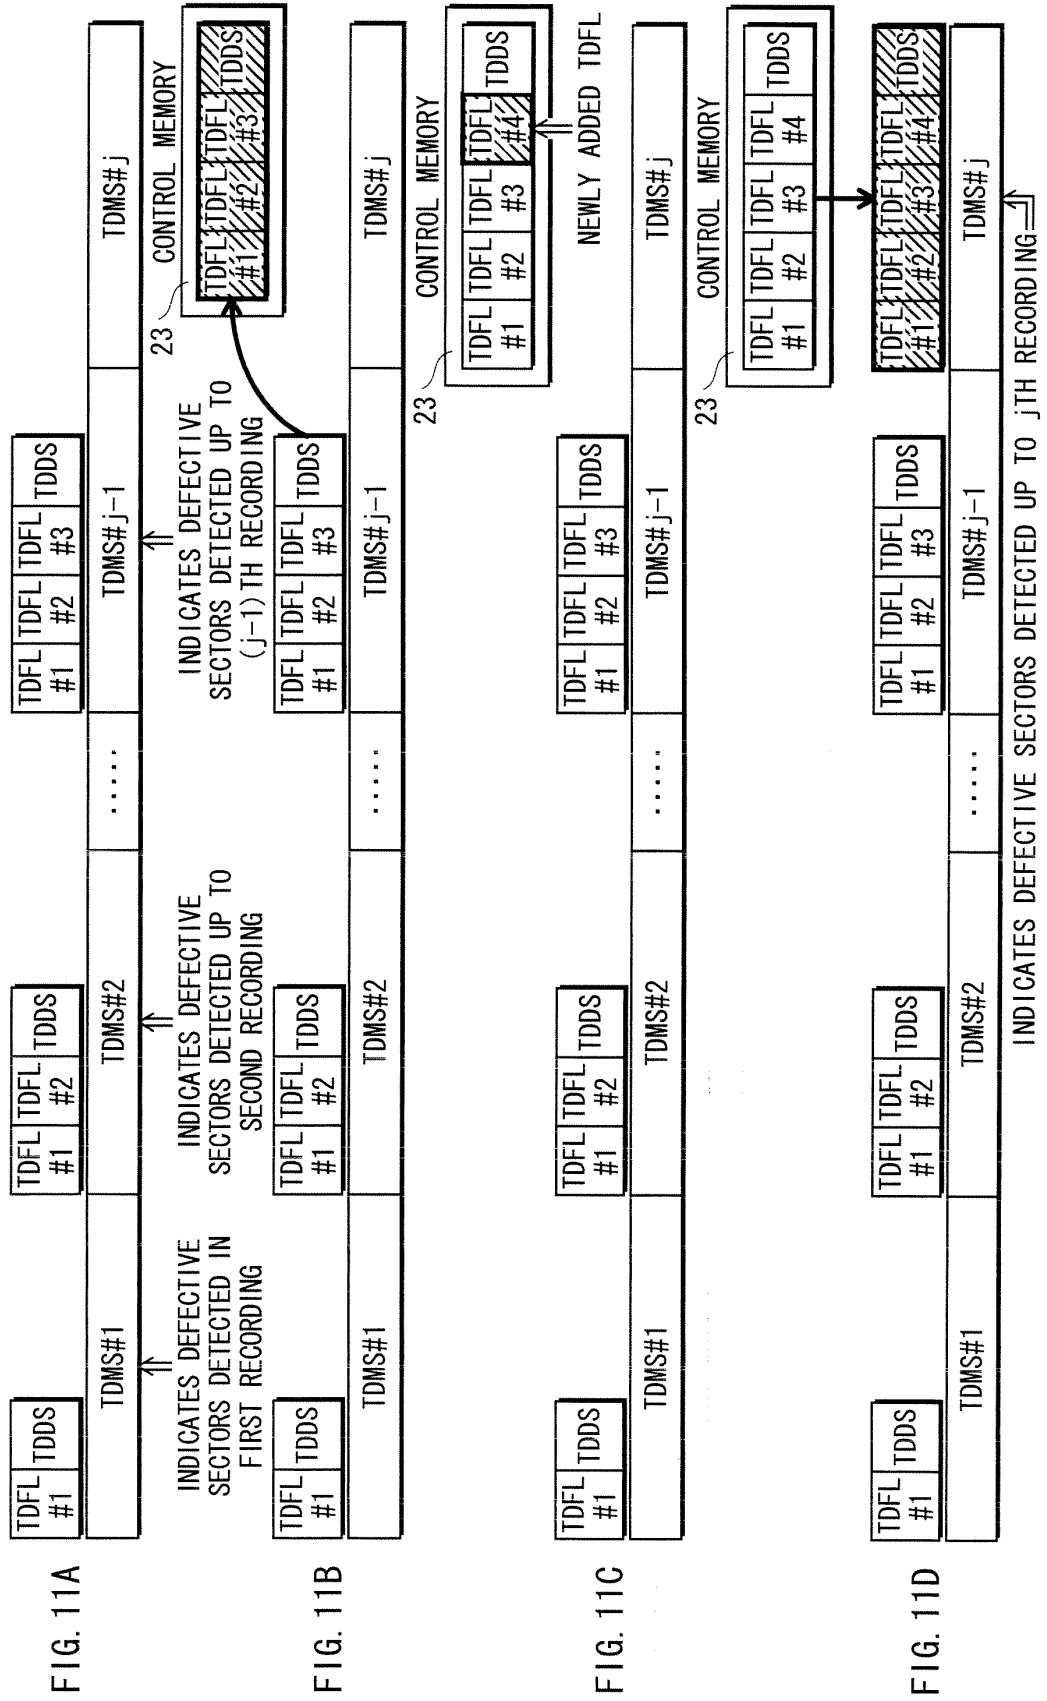 FIG. 11A
TDFL #1
TDDS
TDFL #1
TDFL #2
TDDS
TDFL #1
TDFL #2
TDFL #3
TDDS
TDMS#1
TDMS#2
·····
TDMS#j-1
TDMS#j
INDICATES DEFECTIVE
SECTORS DETECTED IN
FIRST RECORDING
INDICATES DEFECTIVE
SECTORS DETECTED UP TO
SECOND RECORDING
INDICATES DEFECTIVE
SECTORS DETECTED UP TO
(j-1)TH RECORDING
FIG. 11B
23
CONTROL MEMORY
TDFL #1
TDFL #2
TDFL #3
TDDS
TDFL #1
TDDS
TDFL #1
TDFL #2
TDDS
TDFL #1
TDFL #2
TDFL #3
TDDS
TDMS#1
TDMS#2
·····
TDMS#j-1
TDMS#j
FIG. 11C
23
CONTROL MEMORY
TDFL #1
TDFL #2
TDFL #3
TDFL #4
TDDS
NEWLY ADDED TDFL
TDFL #1
TDDS
TDFL #1
TDFL #2
TDDS
TDFL #1
TDFL #2
TDFL #3
TDDS
TDMS#1
TDMS#2
·····
TDMS#j-1
TDMS#j
FIG. 11D
23
CONTROL MEMORY
TDFL #1
TDFL #2
TDFL #3
TDFL #4
TDDS
TDFL #1
TDDS
TDFL #1
TDFL #2
TDDS
TDFL #1
TDFL #2
TDFL #3
TDDS
TDFL #1
TDFL #2
TDFL #3
TDFL #4
TDDS
TDMS#1
TDMS#2
·····
TDMS#j-1
TDMS#j
INDICATES DEFECTIVE SECTORS DETECTED UP TO jTH RECORDING